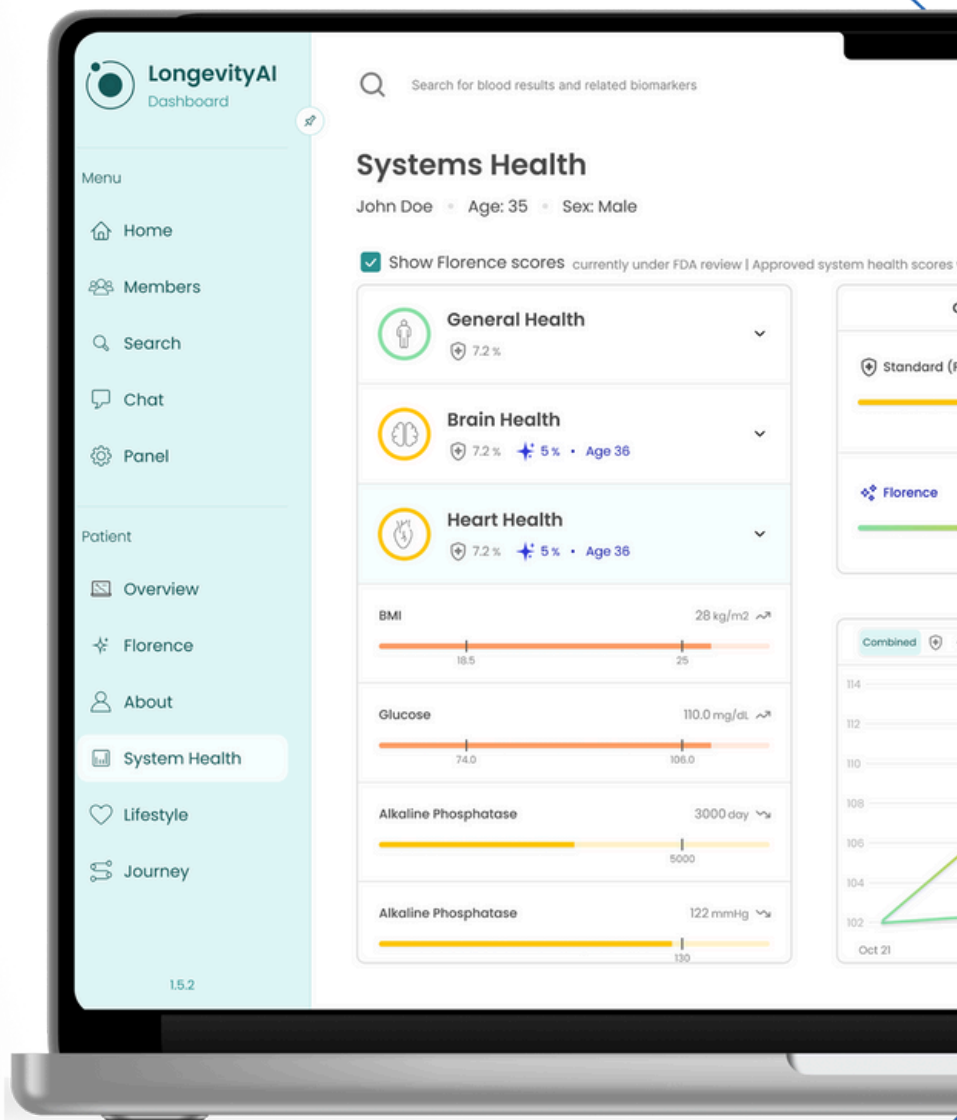 LongevityAI
Dashboard
Search for blood results and related biomarkers
Menu
Home
Members
Search
Chat
Panel
Patient
Overview
Florence
About
System Health
Lifestyle
Journey
1.5.2
Systems Health
John Doe • Age: 35 • Sex: Male
Show Florence scores currently under FDA review | Approved system health scores
General Health
7.2 %
Brain Health
7.2 % 5 % • Age 36
Heart Health
7.2 % 5 % • Age 36
BMI 28 kg/m2
18.5 25
Glucose 110.0 mg/dL
74.0 106.0
Alkaline Phosphatase 3000 day
5000
Alkaline Phosphatase 122 mmHg
130
Standard (
Florence
Combined
114
112
110
108
106
104
102
Oct 21